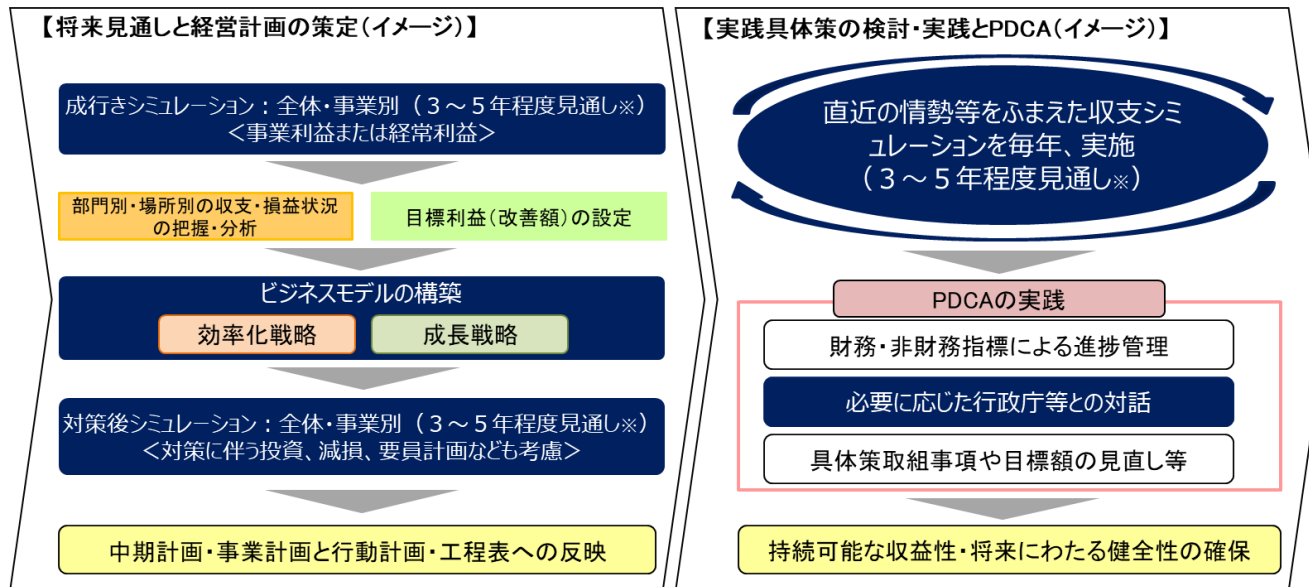 【将来見通しと経営計画の策定(イメージ)】
成行きシミュレーション:全体・事業別(3~5年程度見通し※)
<事業利益または経常利益>
部門別・場所別の収支・損益状況
の把握・分析
目標利益(改善額)の設定
ビジネスモデルの構築
効率化戦略
成長戦略
対策後シミュレーション:全体・事業別(3~5年程度見通し※)
<対策に伴う投資、減損、要員計画なども考慮>
中期計画・事業計画と行動計画・工程表への反映
【実践具体策の検討・実践とPDCA(イメージ)】
直近の情勢等をふまえた収支シミ
ュレーションを毎年、実施
(3~5年程度見通し※)
PDCAの実践
財務・非財務指標による進捗管理
必要に応じた行政庁等との対話
具体策取組事項や目標額の見直し等
持続可能な収益性・将来にわたる健全性の確保